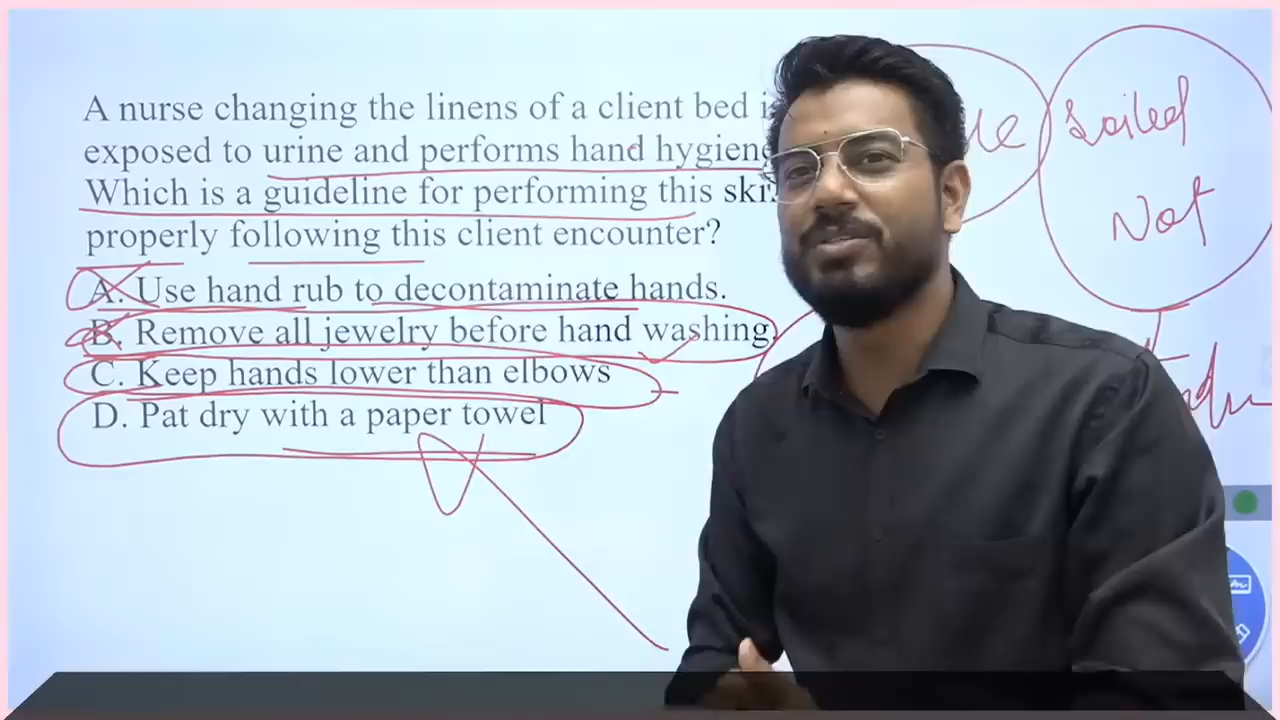 A nurse changing the linens of a client bed
exposed to urine and performs hand hygiene
Which is a guideline for performing this
properly following this client encounter?
A. Use hand rub to decontaminate hands.
B. Remove all jewelry before hand washing.
C. Keep hands lower than elbows
D. Pat dry with a paper towel
Soiled
Not